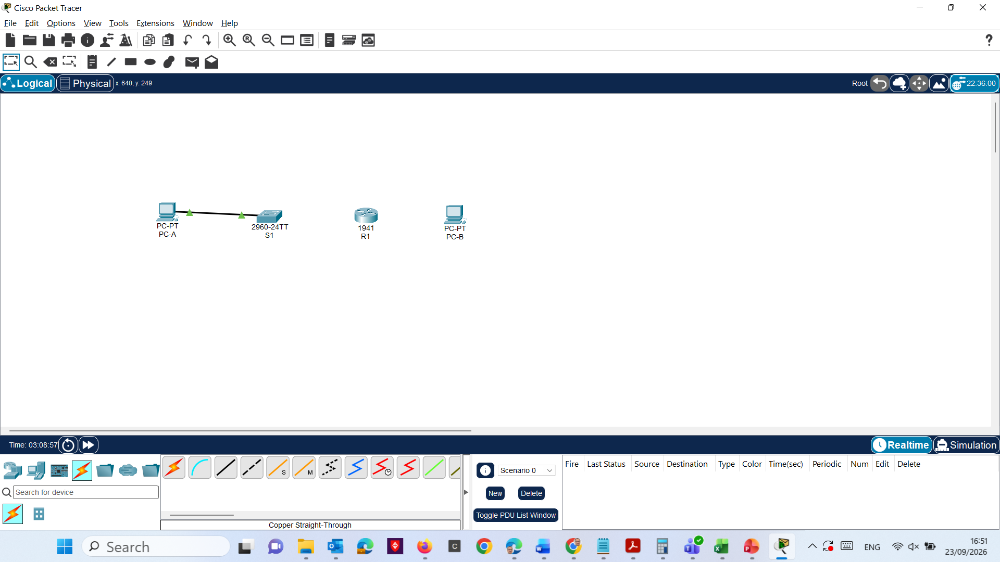 Cisco Packet Tracer
File Edit Options View Tools Extensions Window Help
Logical Physical x: 640, y: 249 Root 22:36:00
PC-PT
PC-A
2960-24TT
S1
1941
R1
PC-PT
PC-B
Time: 03:08:57 Realtime Simulation
S M
Search for device
Copper Straight-Through
Scenario 0
New Delete
Toggle PDU List Window
Fire Last Status Source Destination Type Color Time(sec) Periodic Num Edit Delete
Search
ENG
16:51
23/09/2026